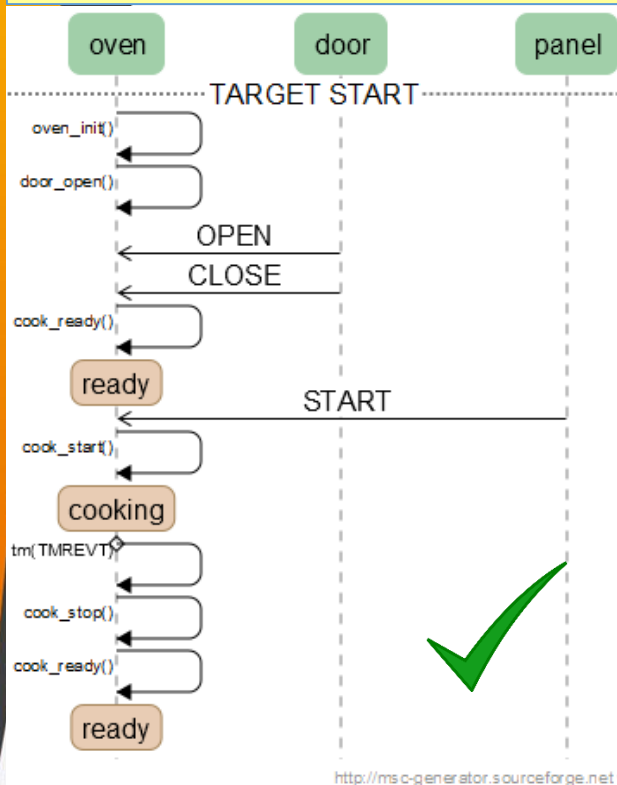 oven door panel
TARGET START
oven_init()
door_open()
OPEN
CLOSE
cook_ready()
ready
START
cook_start()
cooking
tm(TMREVT)
cook_stop()
cook_ready()
ready
http://msc-generator.sourceforge.net